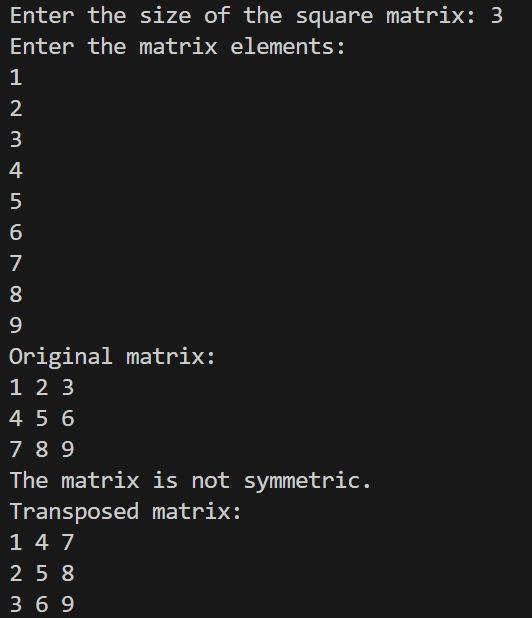 Enter the size of the square matrix: 3
Enter the matrix elements:
1
2
3
4
5
6
7
8
9
Original matrix:
1 2 3
4 5 6
7 8 9
The matrix is not symmetric.
Transposed matrix:
1 4 7
2 5 8
3 6 9